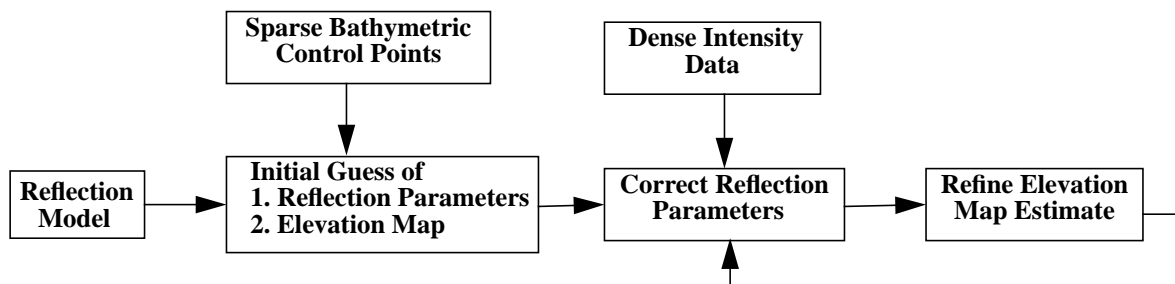 Sparse Bathymetric
Control Points
Dense Intensity
Data
Reflection
Model
Initial Guess of
1. Reflection Parameters
2. Elevation Map
Correct Reflection
Parameters
Refine Elevation
Map Estimate